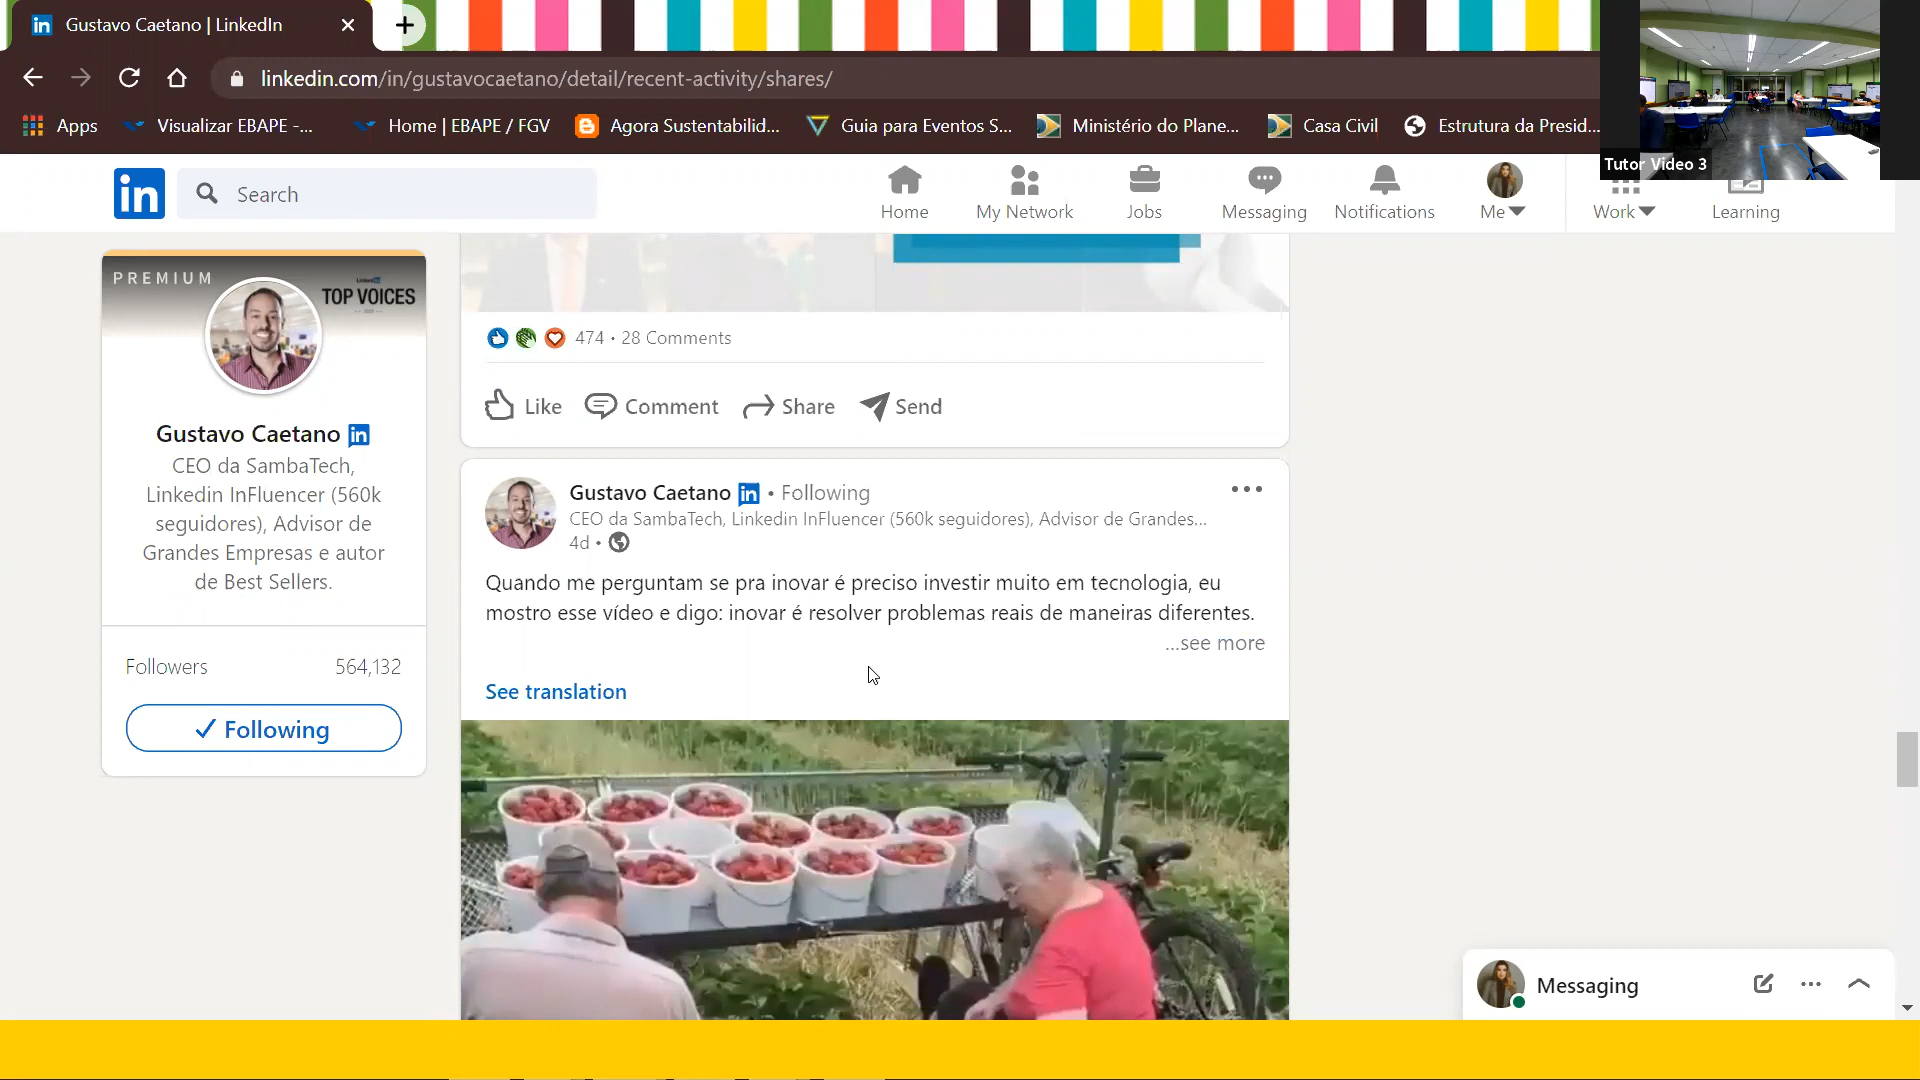 Gustavo Caetano | LinkedIn
linkedin.com/in/gustavocaetano/detail/recent-activity/shares/
Apps
Visualizar EBAPE -...
Home | EBAPE / FGV
Agora Sustentabilid...
Guia para Eventos S...
Ministério do Plane...
Casa Civil
Estrutura da Presid...
Tutor Video 3
in
Search
Home
My Network
Jobs
Messaging
Notifications
Me
Work
Learning
PREMIUM
LinkedIn
TOP VOICES
Gustavo Caetano in
CEO da SambaTech,
Linkedin InFluencer (560k
seguidores), Advisor de
Grandes Empresas e autor
de Best Sellers.
Followers 564,132
Following
474 • 28 Comments
Like
Comment
Share
Send
Gustavo Caetano in • Following
CEO da SambaTech, Linkedin InFluencer (560k seguidores), Advisor de Grandes...
4d •
Quando me perguntam se pra inovar é preciso investir muito em tecnologia, eu
mostro esse vídeo e digo: inovar é resolver problemas reais de maneiras diferentes.
...see more
See translation
Messaging